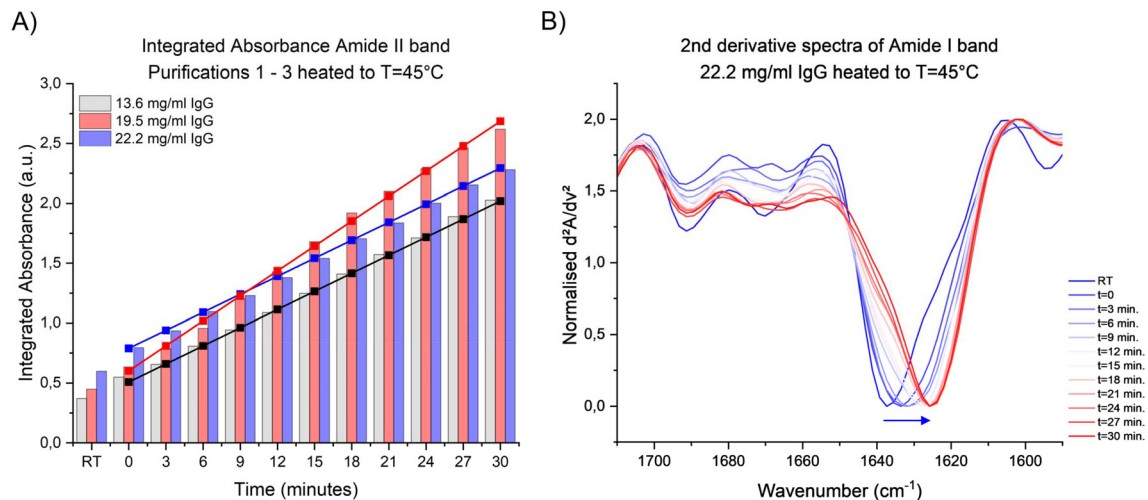 A)
Integrated Absorbance Amide II band
Purifications 1 - 3 heated to T=45°C
Integrated Absorbance (a.u.)
3,0
2,5
2,0
1,5
1,0
0,5
0,0
13.6 mg/ml IgG
19.5 mg/ml IgG
22.2 mg/ml IgG
RT 0 3 6 9 12 15 18 21 24 27 30
Time (minutes)
B)
2nd derivative spectra of Amide I band
22.2 mg/ml IgG heated to T=45°C
Normalised d²A/dv²
2,0
1,5
1,0
0,5
0,0
1700 1680 1660 1640 1620 1600
Wavenumber (cm⁻¹)
RT
t=0
t=3 min.
t=6 min.
t=9 min.
t=12 min.
t=15 min.
t=18 min.
t=21 min.
t=24 min.
t=27 min.
t=30 min.